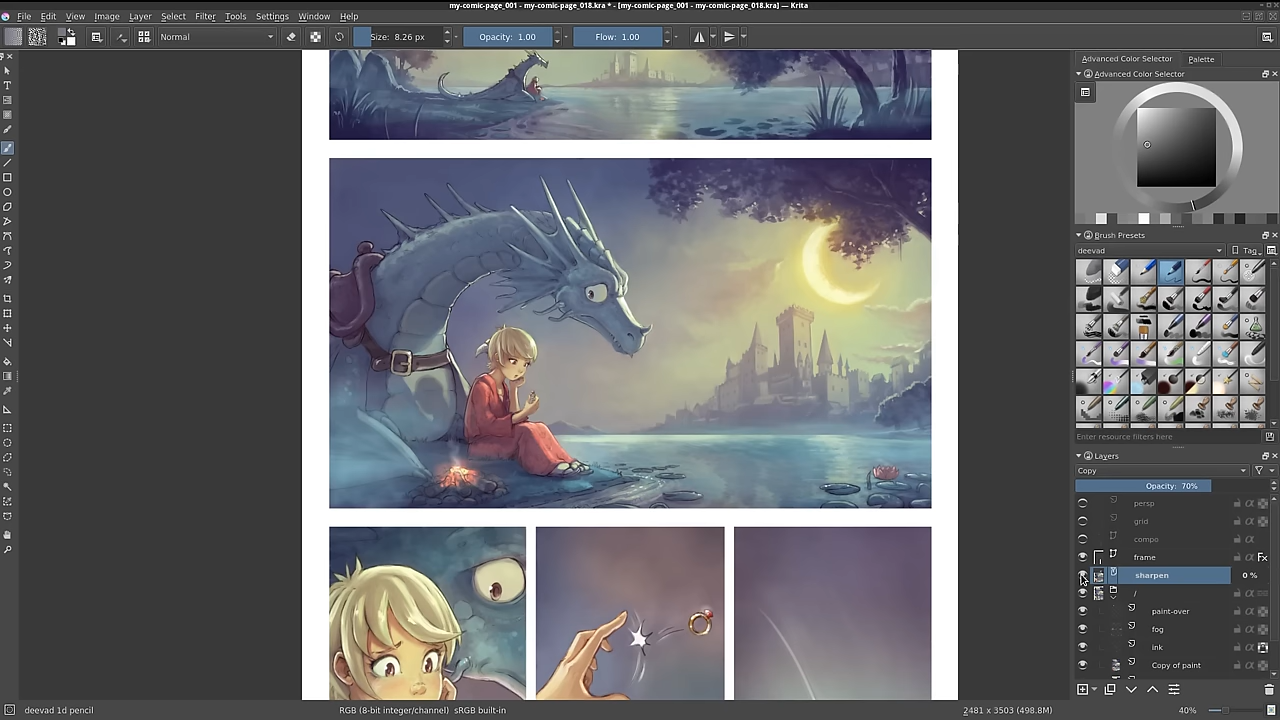 my-comic-page_001 - my-comic-page_018.kra * - [my-comic-page_001 - my-comic-page_018.kra] — Krita
File Edit View Image Layer Select Filter Tools Settings Window Help
Normal Size: 8.26 px Opacity: 1.00 Flow: 1.00
Advanced Color Selector Palette
Advanced Color Selector
Brush Presets
deevad Tag
Enter resource filters here
Layers
Copy
Opacity: 70%
persp
grid
compo
frame Fx
sharpen 0 %
/
paint-over
fog
ink
Copy of paint
deevad 1d pencil RGB (8-bit integer/channel) sRGB built-in 2481 x 3503 (498.8M) 40%